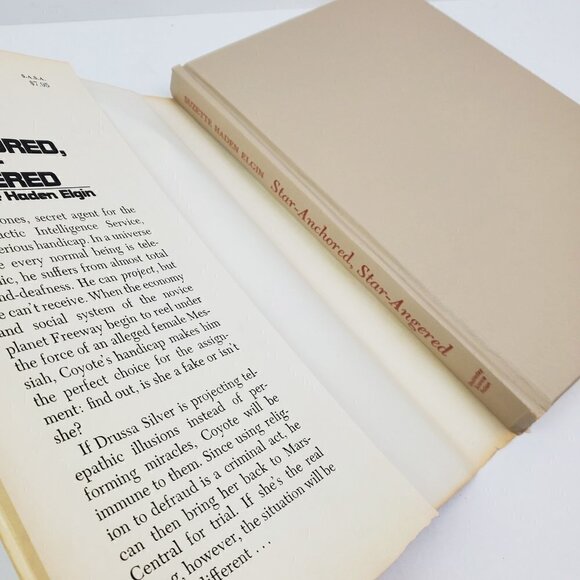 S.A.S.A.
$7.95
ORED,
ERED
Haden Elgin
ones, secret agent for the
actic Intelligence Service,
erious handicap. In a universe
e every normal being is tele-
ic, he suffers from almost total
nd-deafness. He can project, but
e can't receive. When the economy
and social system of the novice
planet Freeway begin to reel under
the force of an alleged female Mes-
siah, Coyote's handicap makes him
the perfect choice for the assign-
ment: find out, is she a fake or isn't
she?
If Drussa Silver is projecting tel-
epathic illusions instead of per-
forming miracles, Coyote will be
immune to them. Since using relig-
ion to defraud is a criminal act, he
can then bring her back to Mars-
Central for trial. If she's the real
g, however, the situation will be
different ...
SUZETTE HADEN ELGIN Star-Anchored, Star-Angered